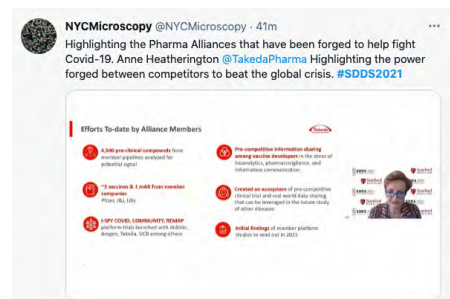 NYCMicroscopy @NYCMicroscopy · 41m
Highlighting the Pharma Alliances that have been forged to help fight
Covid-19. Anne Heatherington @TakedaPharma Highlighting the power
forged between competitors to beat the global crisis. #SDDS2021
Efforts To-date by Alliance Members
Takeda
4,500 pre-clinical compounds from
member pipelines analyzed for
potential signal
~3 vaccines & 1 mAB from member
companies
Pfizer, J&J, Lilly
I-SPY COVID, COMMUNITY, REMAP
platform trials launched with AbbVie,
Amgen, Takeda, UCB among others
Pre-competitive information sharing
among vaccine developers in the areas of
bioanalytics, pharmacovigilance, and
information communication
Created an ecosystem of pre-competitive
clinical trial and real world data sharing
that can be leveraged in the future study
of other diseases
Initial findings of member platform
studies to read out in 2021